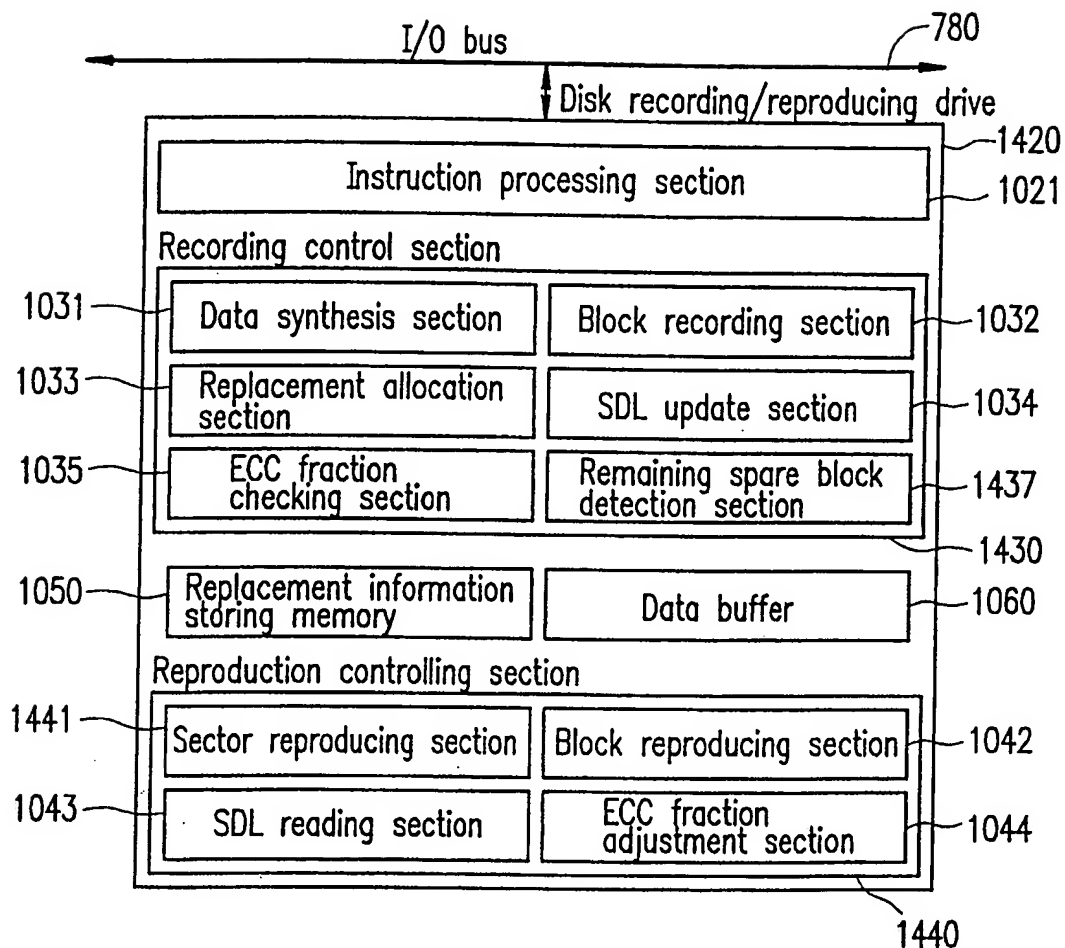 I/O bus
780
Disk recording/reproducing drive
1420
Instruction processing section
1021
Recording control section
1031
Data synthesis section
Block recording section
1032
1033
Replacement allocation
section
SDL update section
1034
1035
ECC fraction
checking section
Remaining spare block
detection section
1437
1430
1050
Replacement information
storing memory
Data buffer
1060
Reproduction controlling section
1441
Sector reproducing section
Block reproducing section
1042
1043
SDL reading section
ECC fraction
adjustment section
1044
1440